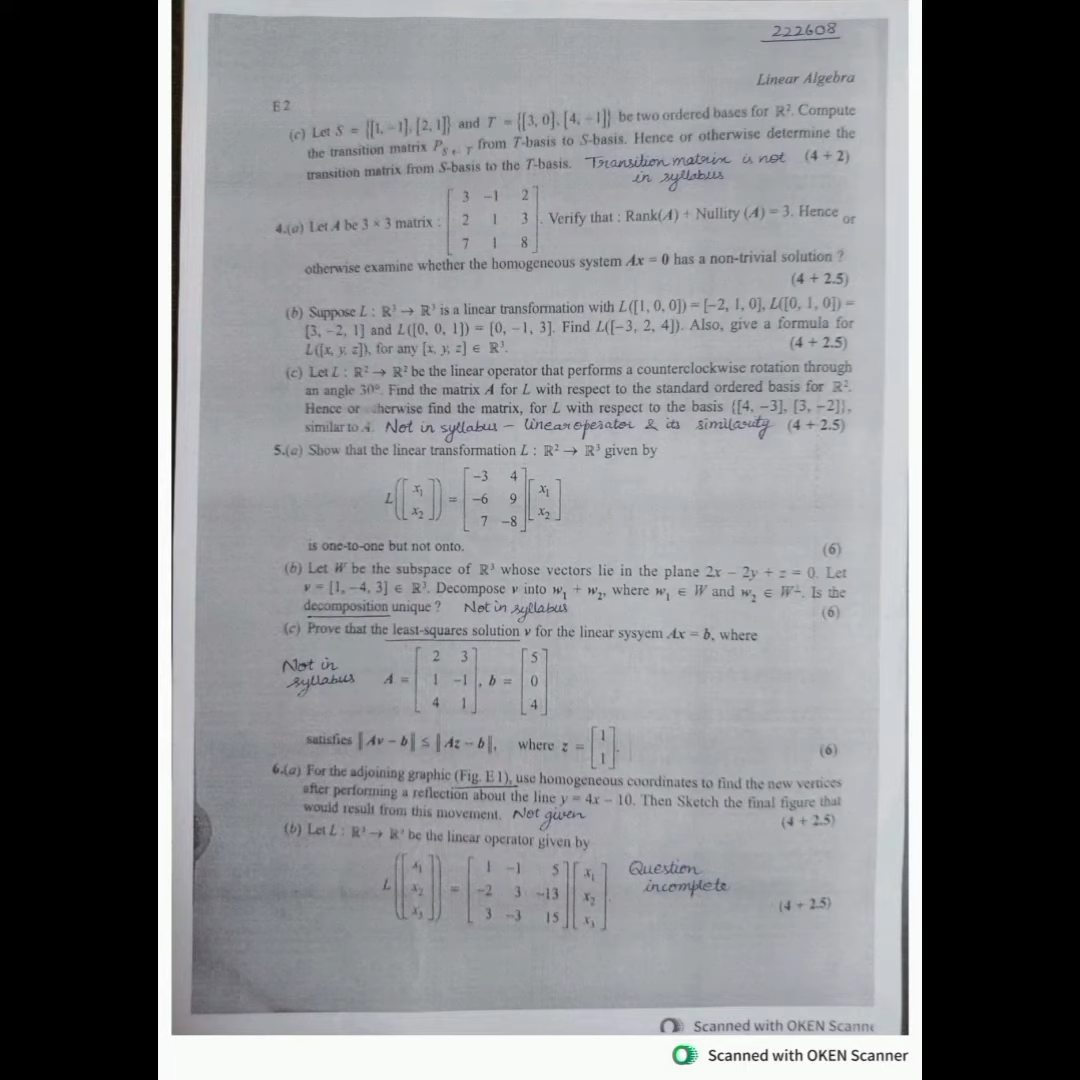 222608
Linear Algebra
E2
(c) Let S = {[1, −1], [2, 1]} and T = {[3, 0], [4, −1]} be two ordered bases for ℝ². Compute
the transition matrix P_{S ← T} from T-basis to S-basis. Hence or otherwise determine the
transition matrix from S-basis to the T-basis. Transition matrix is not (4 + 2)
in syllabus
4.(a) Let A be 3 × 3 matrix : [3 −1 2; 2 1 3; 7 1 8]. Verify that : Rank(A) + Nullity (A) = 3. Hence or
otherwise examine whether the homogeneous system Ax = 0 has a non-trivial solution ?
(4 + 2.5)
(b) Suppose L : ℝ³ → ℝ³ is a linear transformation with L([1, 0, 0]) = [−2, 1, 0], L([0, 1, 0]) =
[3, −2, 1] and L([0, 0, 1]) = [0, −1, 3]. Find L([−3, 2, 4]). Also, give a formula for
L([x, y, z]), for any [x, y, z] ∈ ℝ³. (4 + 2.5)
(c) Let L : ℝ² → ℝ² be the linear operator that performs a counterclockwise rotation through
an angle 30°. Find the matrix A for L with respect to the standard ordered basis for ℝ².
Hence or herwise find the matrix, for L with respect to the basis {[4, −3], [3, −2]},
similar to A. Not in syllabus – linear operator & its similarity (4 + 2.5)
5.(a) Show that the linear transformation L : ℝ² → ℝ³ given by
L([x₁; x₂]) = [−3 4; −6 9; 7 −8][x₁; x₂]
is one-to-one but not onto. (6)
(b) Let W be the subspace of ℝ³ whose vectors lie in the plane 2x − 2y + z = 0. Let
v = [1, −4, 3] ∈ ℝ³. Decompose v into w₁ + w₂, where w₁ ∈ W and w₂ ∈ W⊥. Is the
decomposition unique ? Not in syllabus (6)
(c) Prove that the least-squares solution v for the linear sysyem Ax = b, where
Not in
syllabus A = [2 3; 1 −1; 4 1], b = [5; 0; 4]
satisfies ‖Av − b‖ ≤ ‖Az − b‖, where z = [1; 1]. (6)
6.(a) For the adjoining graphic (Fig. E1), use homogeneous coordinates to find the new vertices
after performing a reflection about the line y = 4x − 10. Then Sketch the final figure that
would result from this movement. Not given (4 + 2.5)
(b) Let L : ℝ³ → ℝ³ be the linear operator given by
L([x₁; x₂; x₃]) = [1 −1 5; −2 3 −13; 3 −3 15][x₁; x₂; x₃] Question
incomplete
(4 + 2.5)
Scanned with OKEN Scanne
Scanned with OKEN Scanner